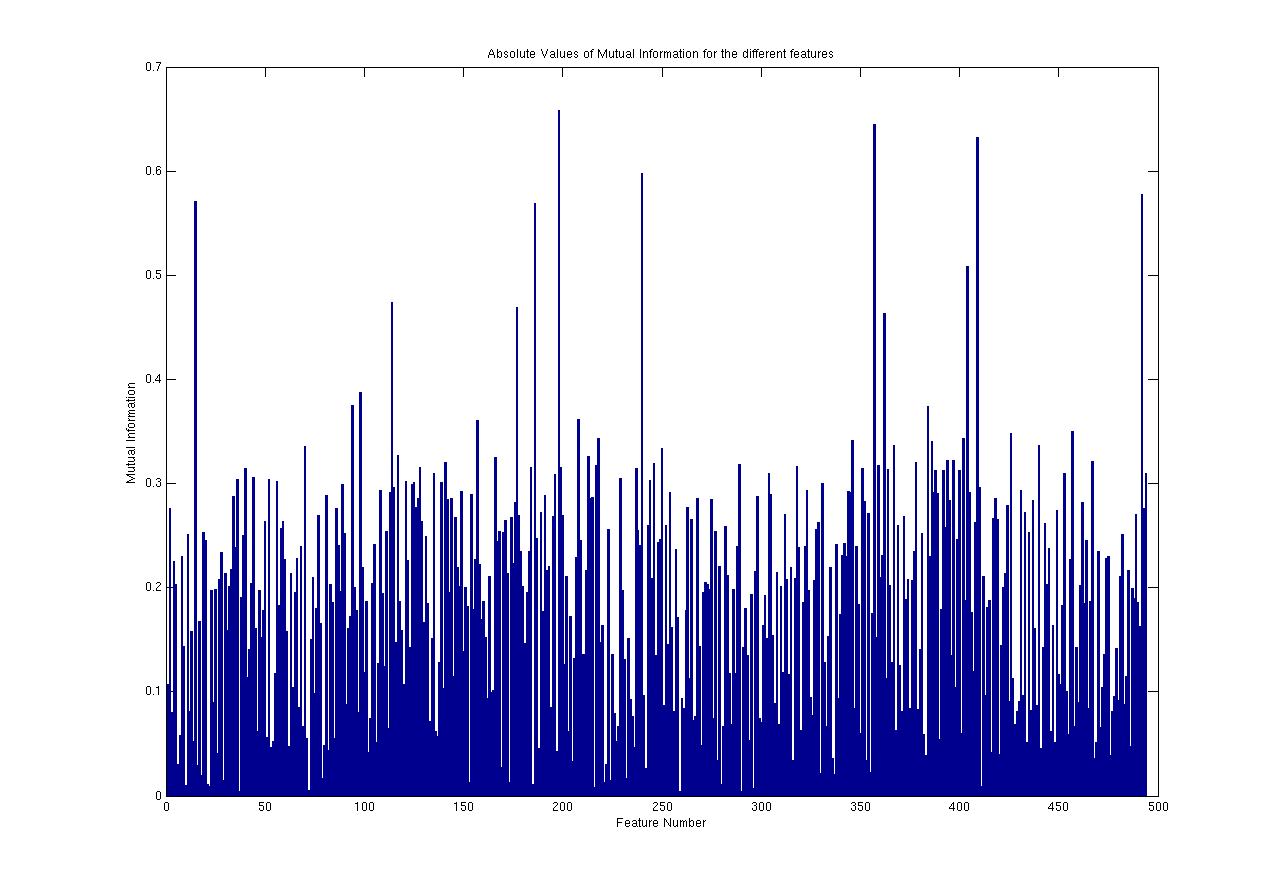 Absolute Values of Mutual Information for the different features
0.7
0.6
0.5
0.4
0.3
0.2
0.1
0
Mutual Information
0 50 100 150 200 250 300 350 400 450 500
Feature Number